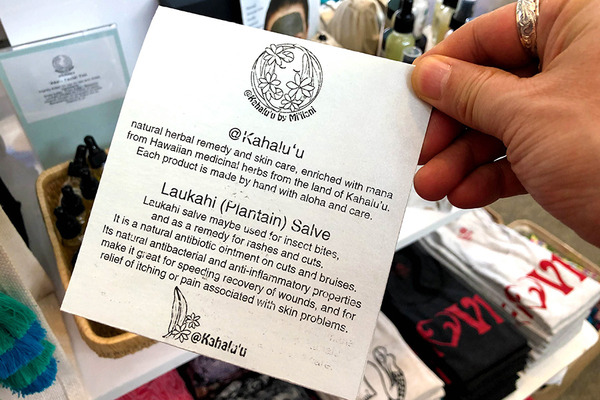 @Kahalu'u by Mi'ilani
@Kahalu'u
natural herbal remedy and skin care, enriched with mana
from Hawaiian medicinal herbs from the land of Kahalu'u.
Each product is made by hand with aloha and care.
Laukahi (Plantain) Salve
Laukahi salve maybe used for insect bites,
and as a remedy for rashes and cuts.
It is a natural antibiotic ointment on cuts and bruises.
Its natural antibacterial and anti-inflammatory properties
make it great for speeding recovery of wounds, and for
relief of itching or pain associated with skin problems.
@Kahalu'u